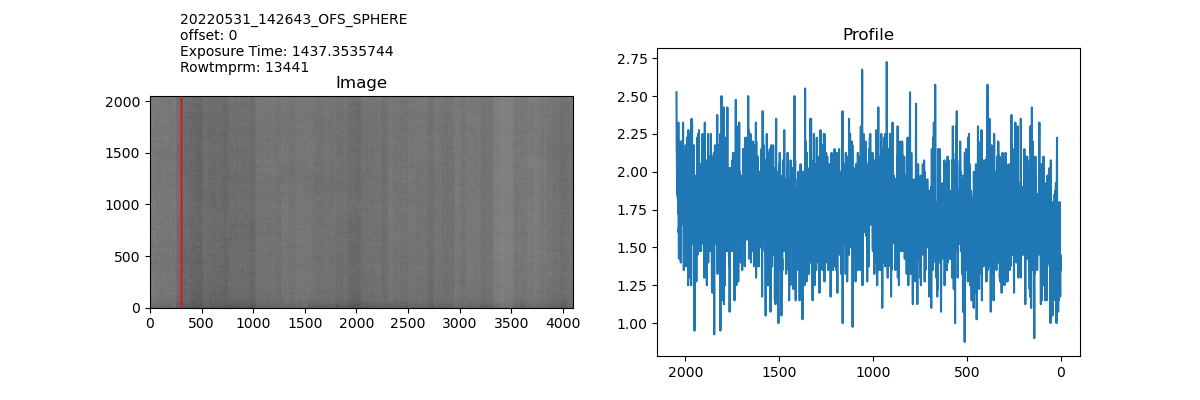 20220531_142643_OFS_SPHERE
offset: 0
Exposure Time: 1437.3535744
Rowtmprm: 13441
Image
2000
1500
1000
500
0
0 500 1000 1500 2000 2500 3000 3500 4000
Profile
2.75
2.50
2.25
2.00
1.75
1.50
1.25
1.00
2000 1500 1000 500 0